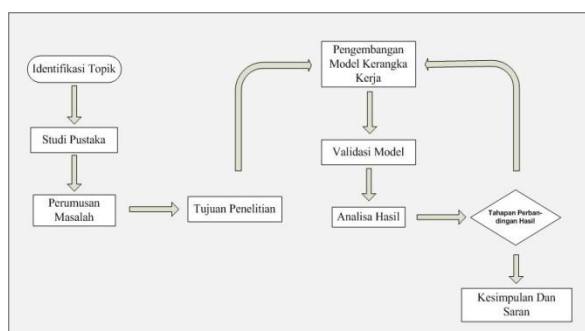 Identifikasi Topik
Studi Pustaka
Perumusan
Masalah
Tujuan Penelitian
Pengembangan
Model Kerangka
Kerja
Validasi Model
Analisa Hasil
Tahapan Perban-
dingan Hasil
Kesimpulan Dan
Saran